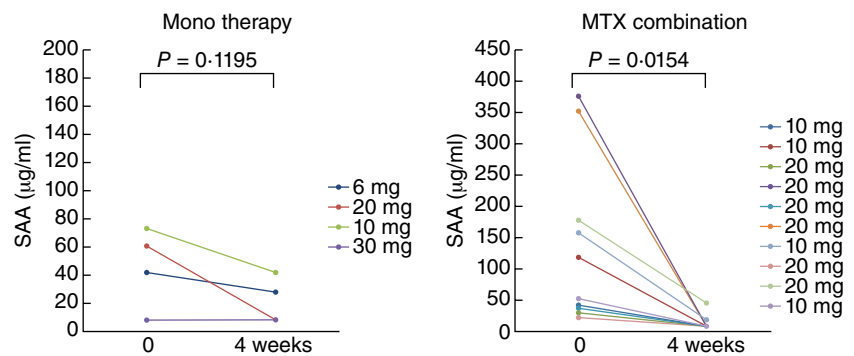 Mono therapy
P = 0·1195
SAA (μg/ml)
200
180
160
140
120
100
80
60
40
20
0
0 4 weeks
6 mg
20 mg
10 mg
30 mg
MTX combination
P = 0·0154
SAA (μg/ml)
450
400
350
300
250
200
150
100
50
0
0 4 weeks
10 mg
10 mg
20 mg
20 mg
20 mg
20 mg
10 mg
20 mg
20 mg
10 mg